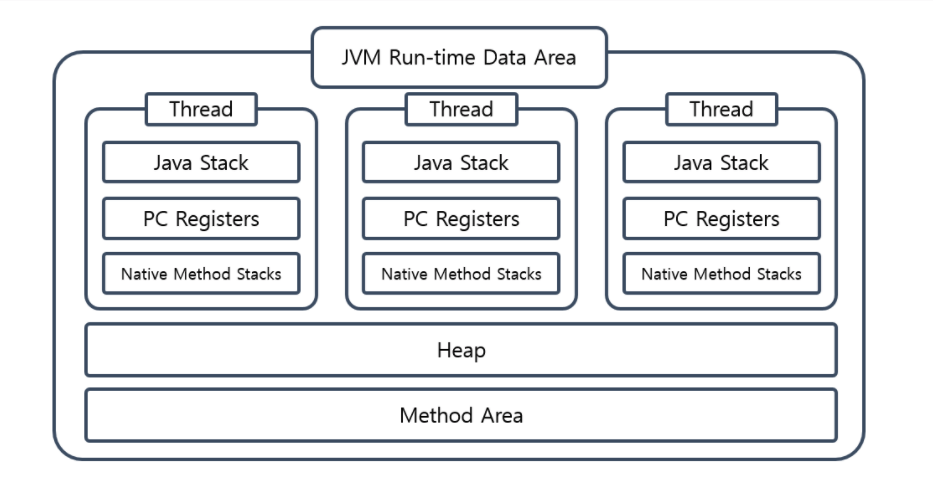 JVM Run-time Data Area
Thread
Java Stack
PC Registers
Native Method Stacks
Thread
Java Stack
PC Registers
Native Method Stacks
Thread
Java Stack
PC Registers
Native Method Stacks
Heap
Method Area